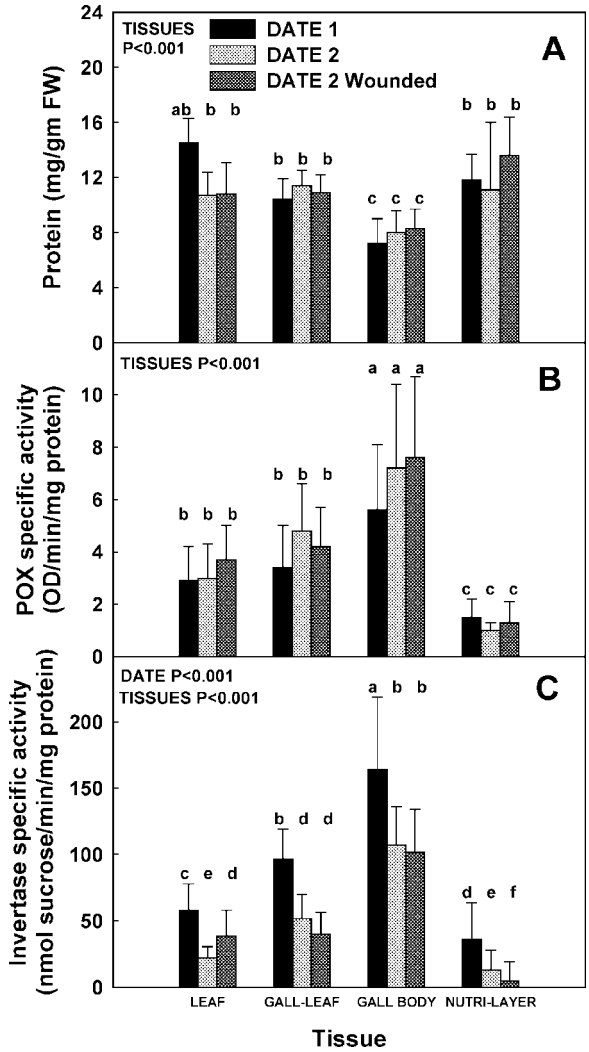 TISSUES
P<0.001
DATE 1
DATE 2
DATE 2 Wounded
A
Protein (mg/gm FW)
24
20
16
12
8
4
0
ab b b
b b b
c c c
b b b
TISSUES P<0.001
B
POX specific activity
(OD/min/mg protein)
10
8
6
4
2
0
b b b
b b b
a a a
c c c
DATE P<0.001
TISSUES P<0.001
C
Invertase specific activity
(nmol sucrose/min/mg protein)
200
150
100
50
0
c e d
b d d
a b b
d e f
LEAF GALL-LEAF GALL BODY NUTRI-LAYER
Tissue